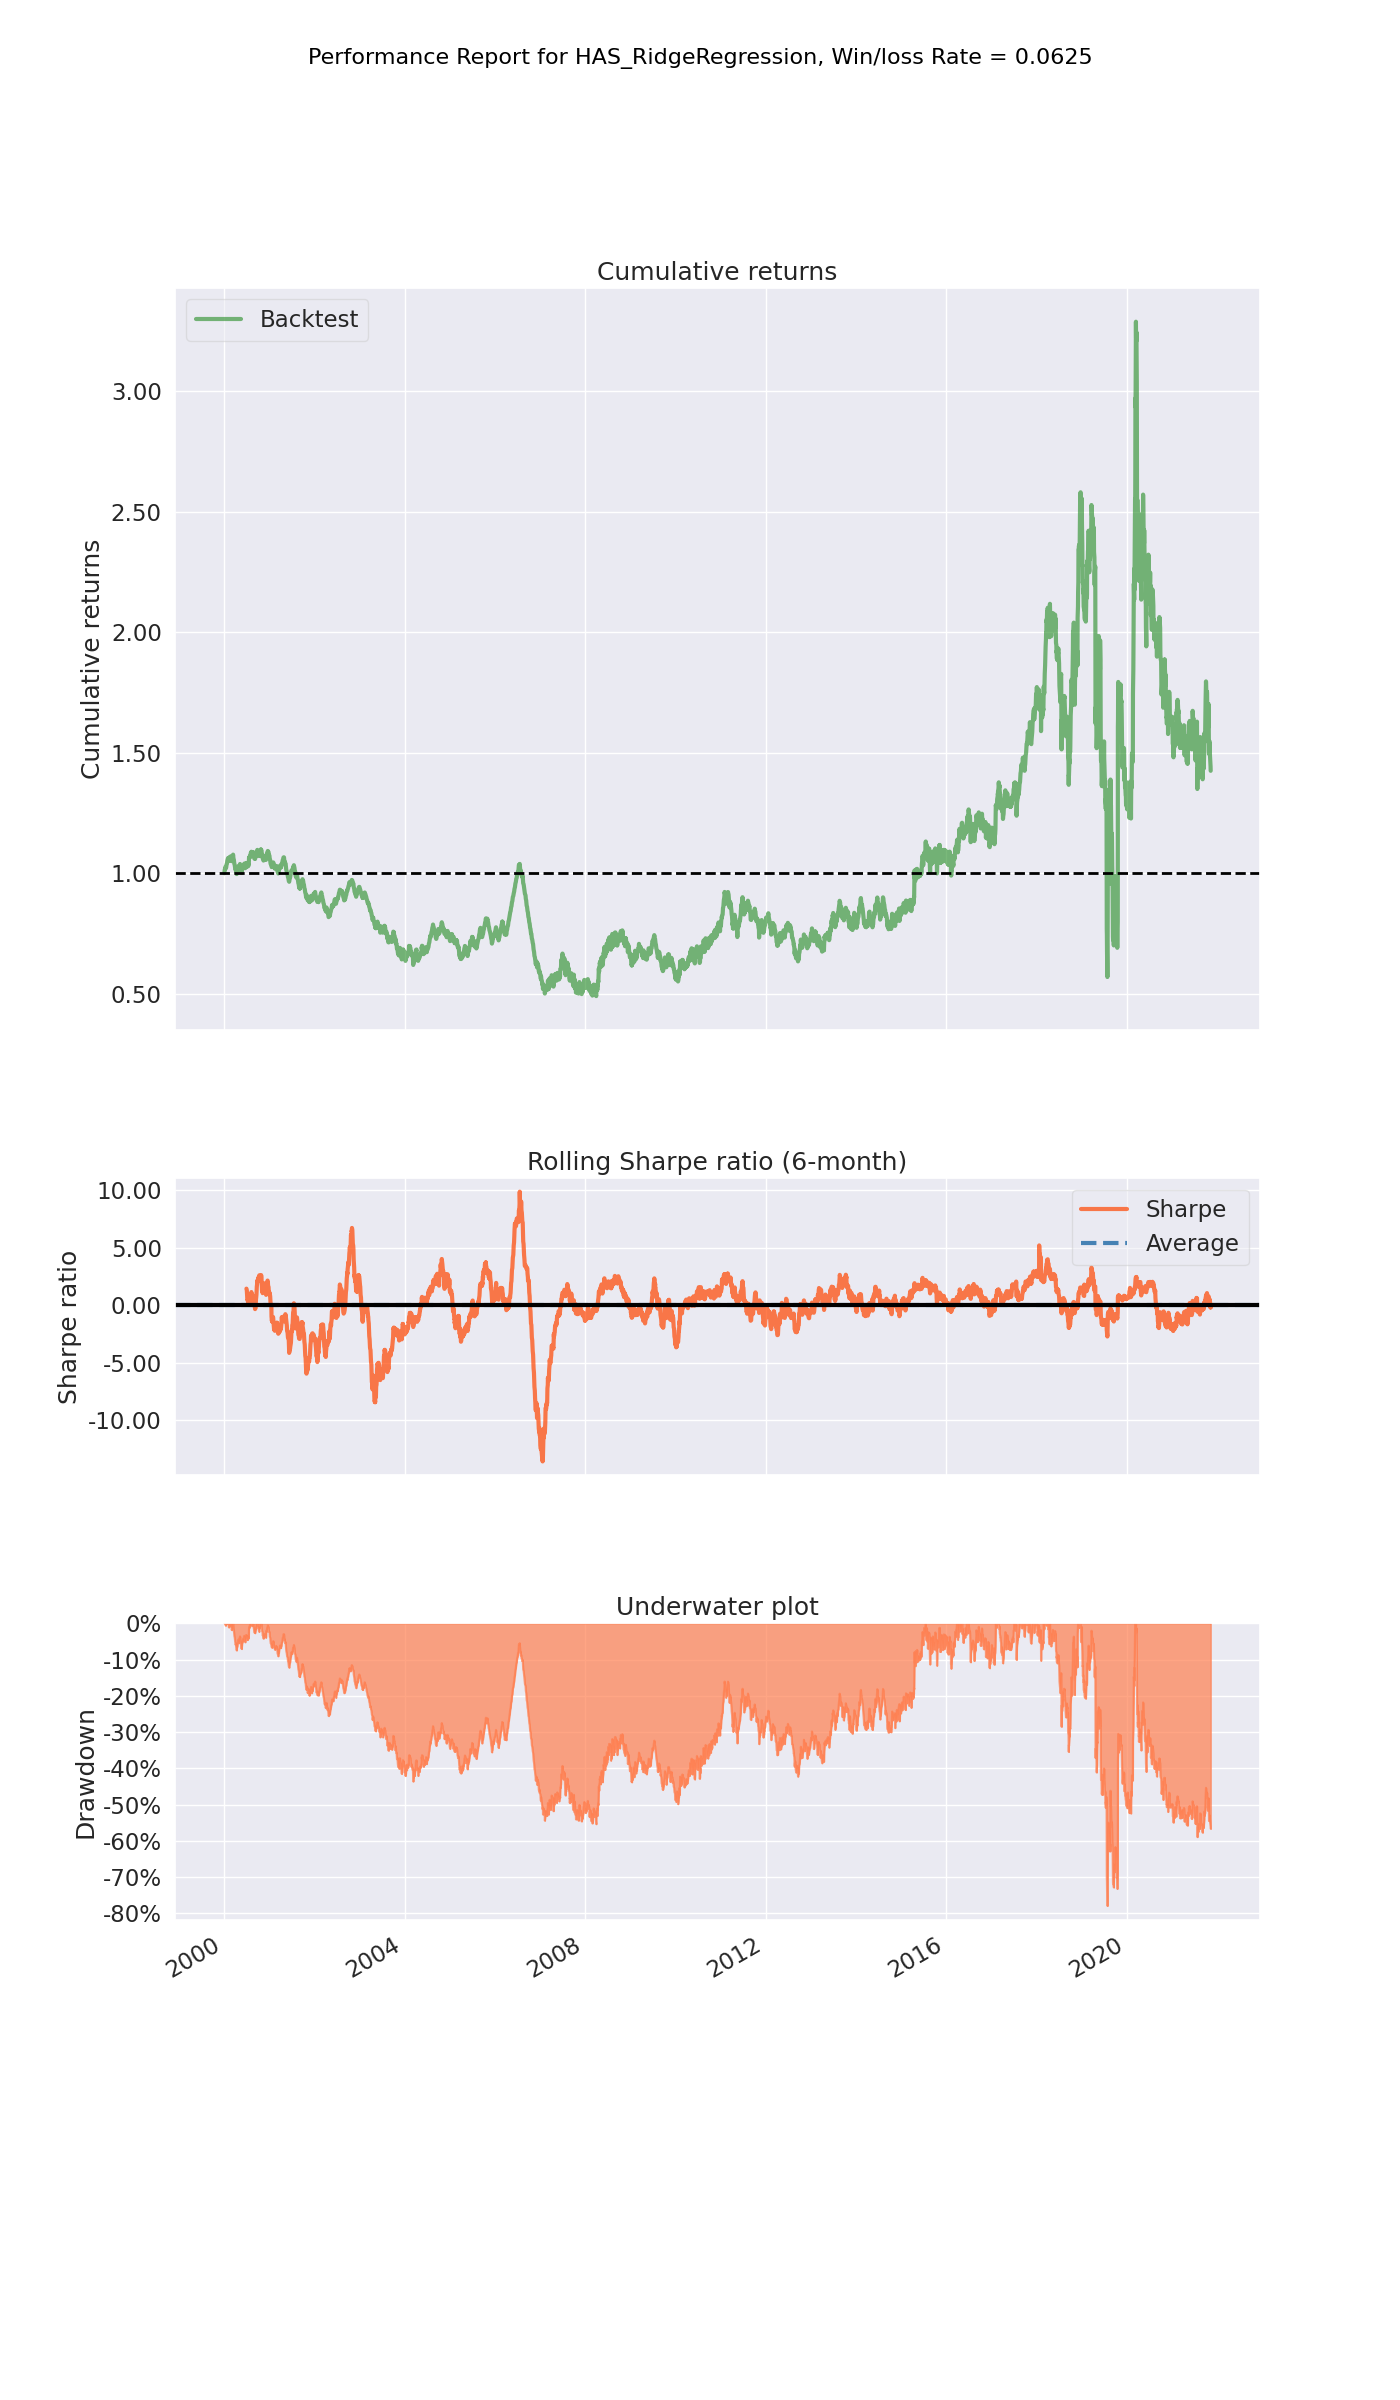 Performance Report for HAS_RidgeRegression, Win/loss Rate = 0.0625
Cumulative returns
Backtest
Cumulative returns
3.00
2.50
2.00
1.50
1.00
0.50
Rolling Sharpe ratio (6-month)
Sharpe
Average
Sharpe ratio
10.00
5.00
0.00
-5.00
-10.00
Underwater plot
Drawdown
0%
-10%
-20%
-30%
-40%
-50%
-60%
-70%
-80%
2000
2004
2008
2012
2016
2020